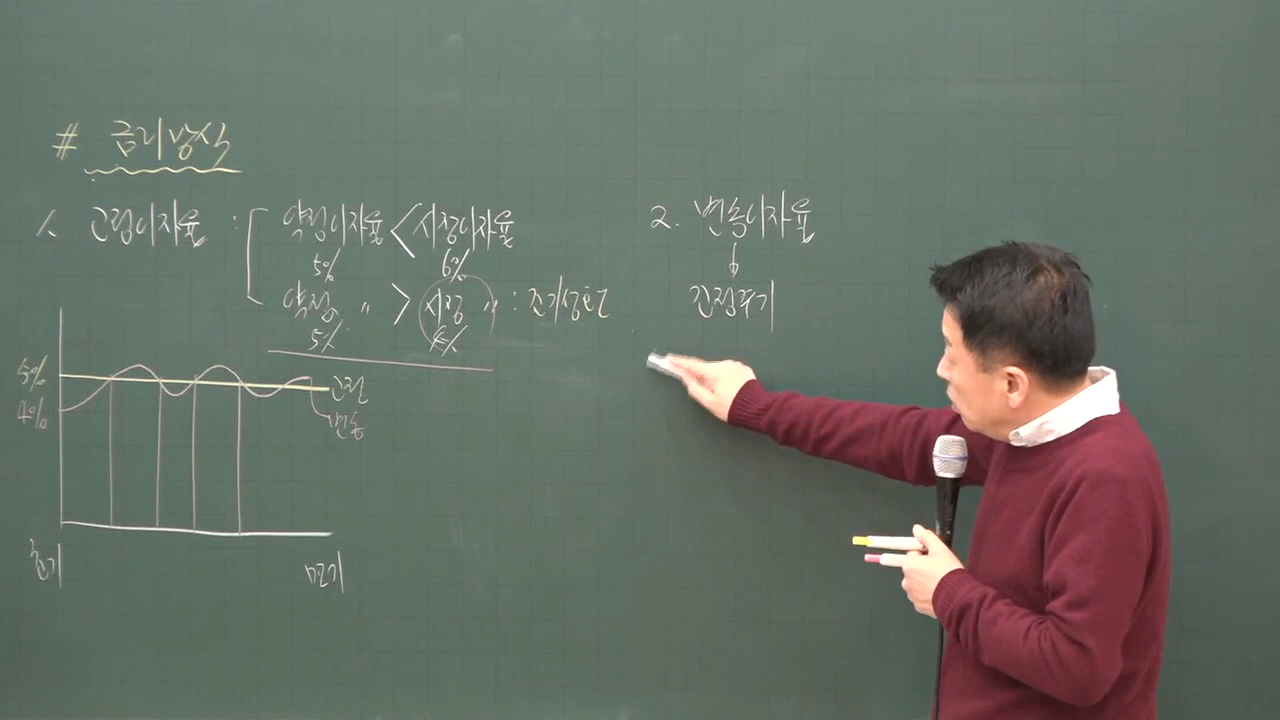 # 금리방식
1. 고정이자율 : [ 약정이자율 < 시장이자율
5% 6%
약정 〃 > 시장 〃 : 조기상환
5% 4%
5%
4%
고정
변동
초기 만기
2. 변동이자율
↓
조정주기